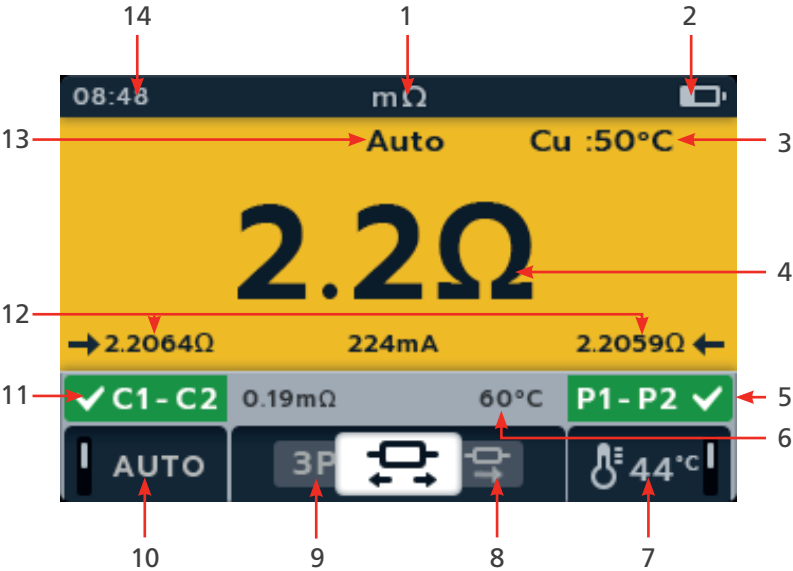 14 1 2
08:48 mΩ
13 Auto Cu :50°C 3
2.2Ω 4
12
2.2064Ω 224mA 2.2059Ω
11 C1-C2 0.19mΩ 60°C P1-P2 5
6
AUTO 3P 44°C
10 9 8 7